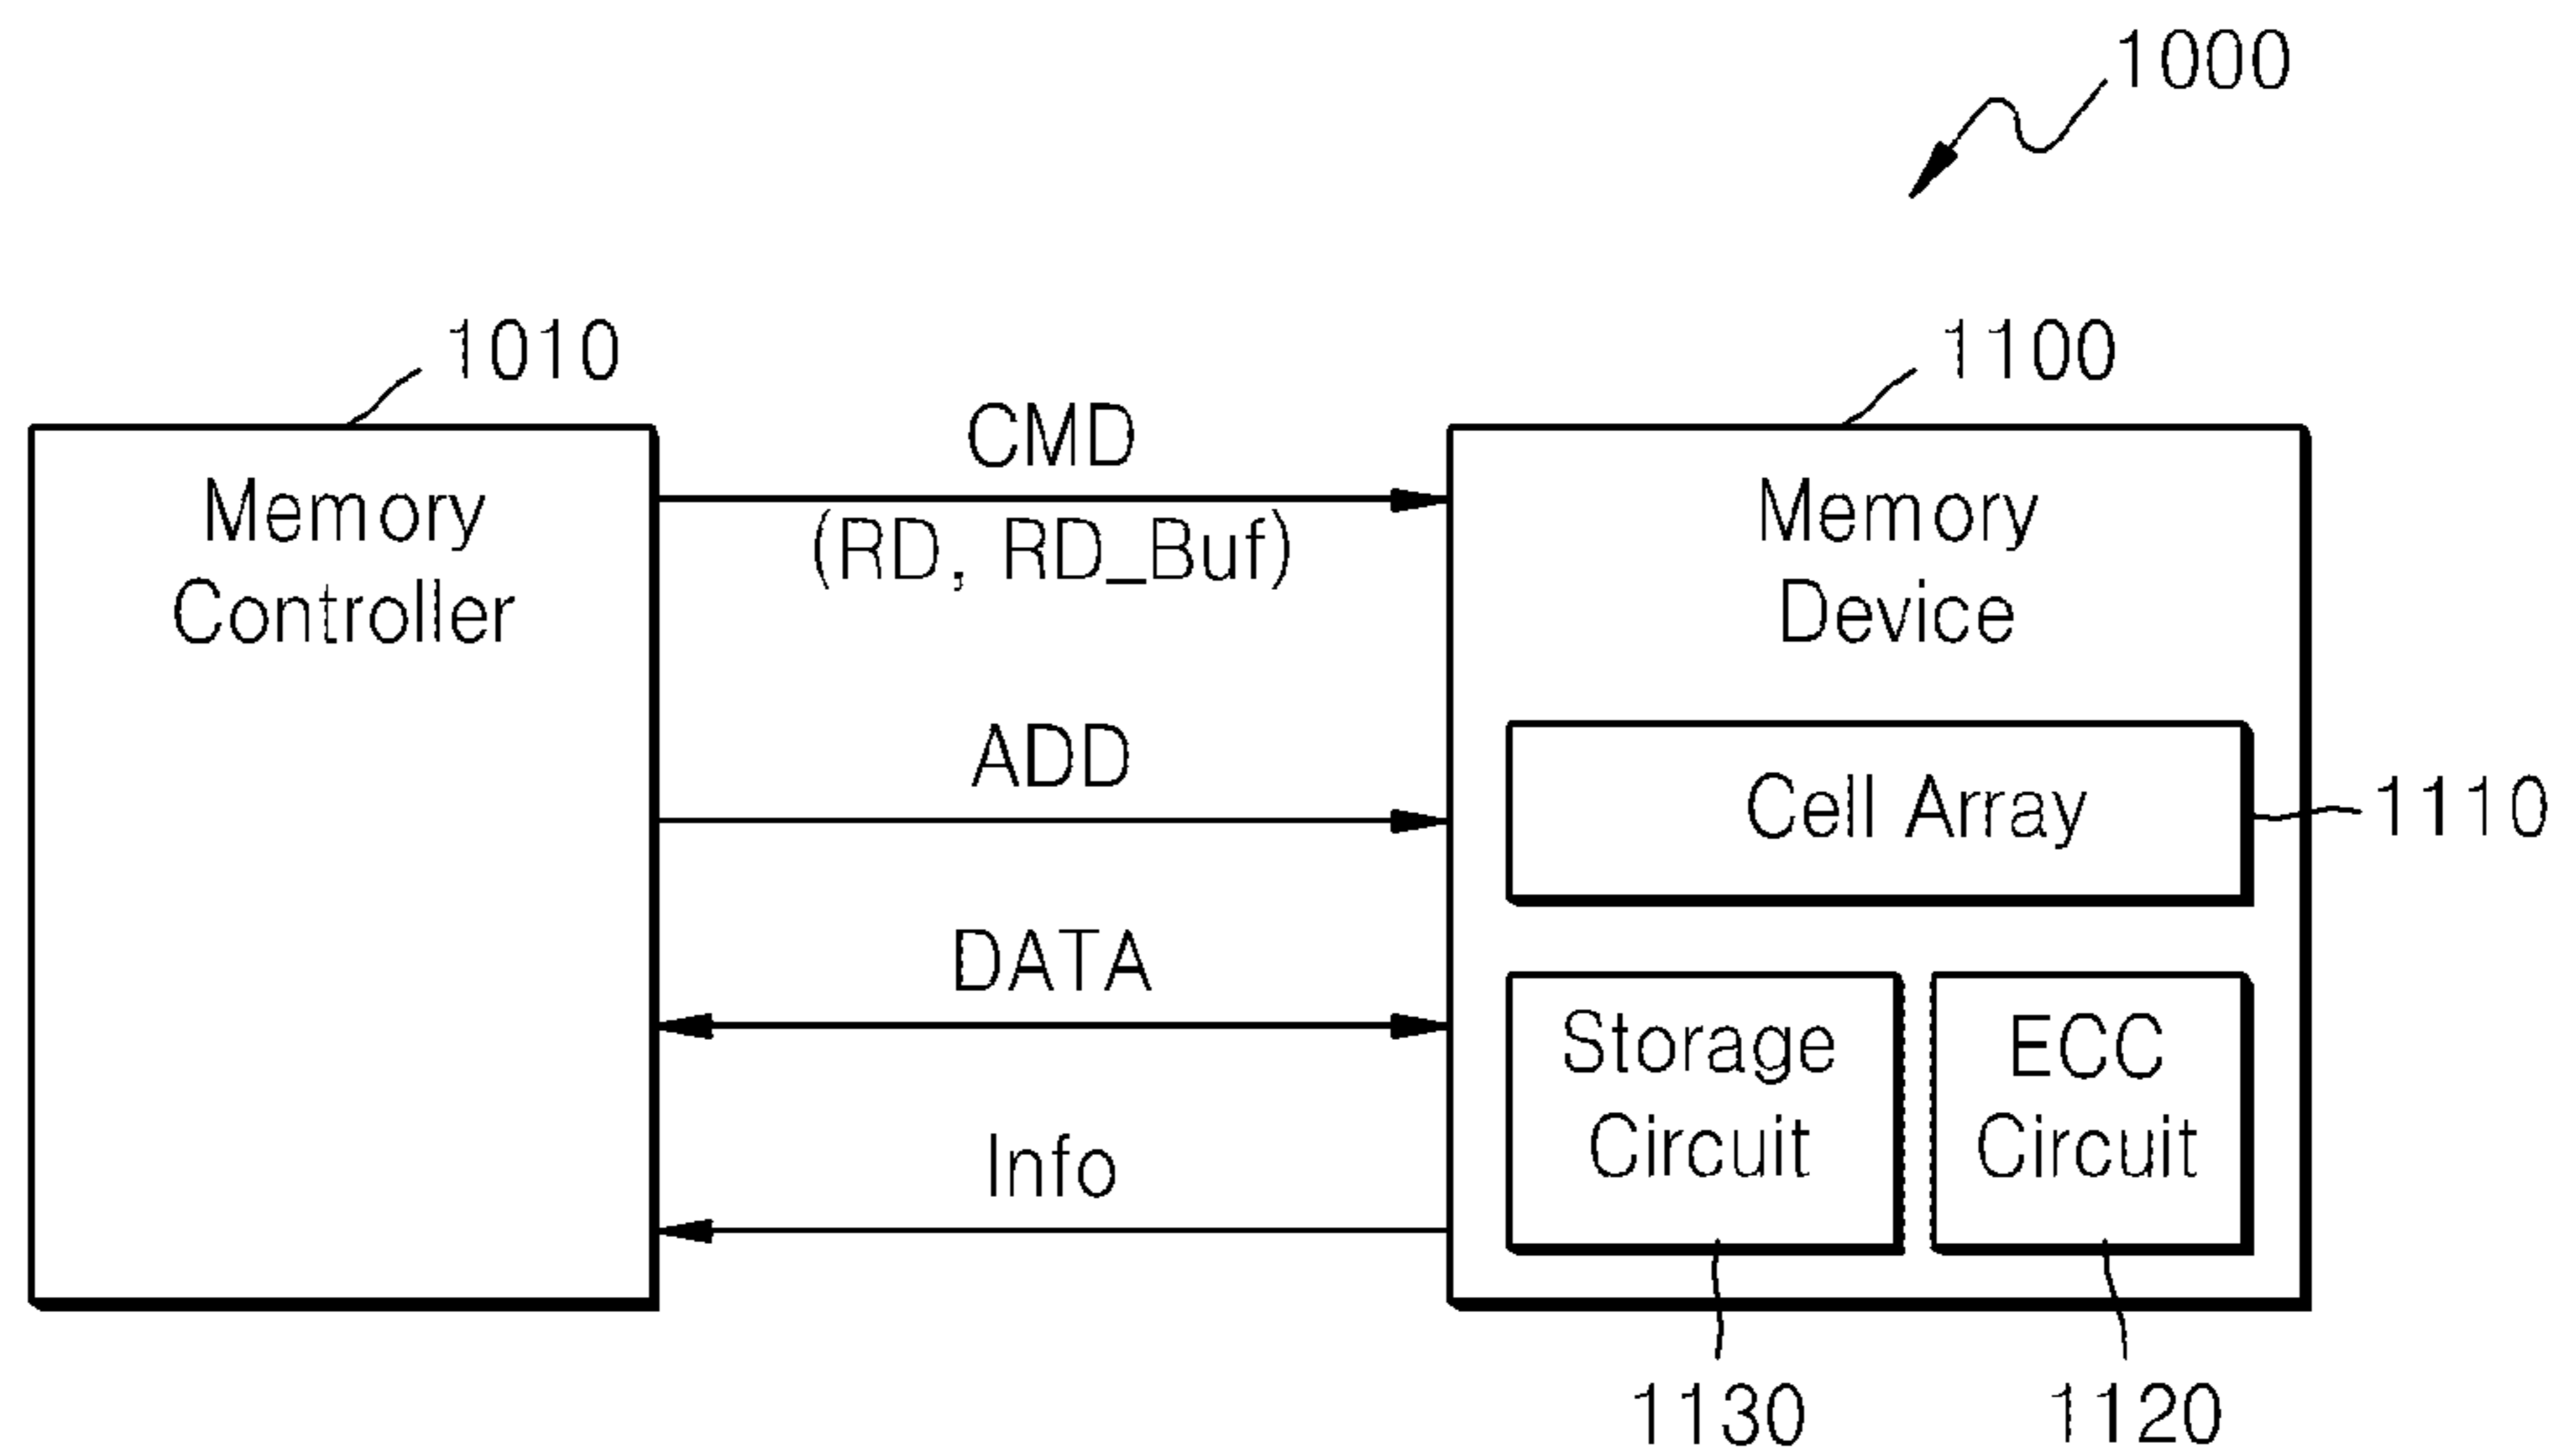 1000
1010
1100
Memory
Controller
CMD
(RD, RD_Buf)
ADD
DATA
Info
Memory
Device
Cell Array
1110
Storage
Circuit
ECC
Circuit
1130
1120